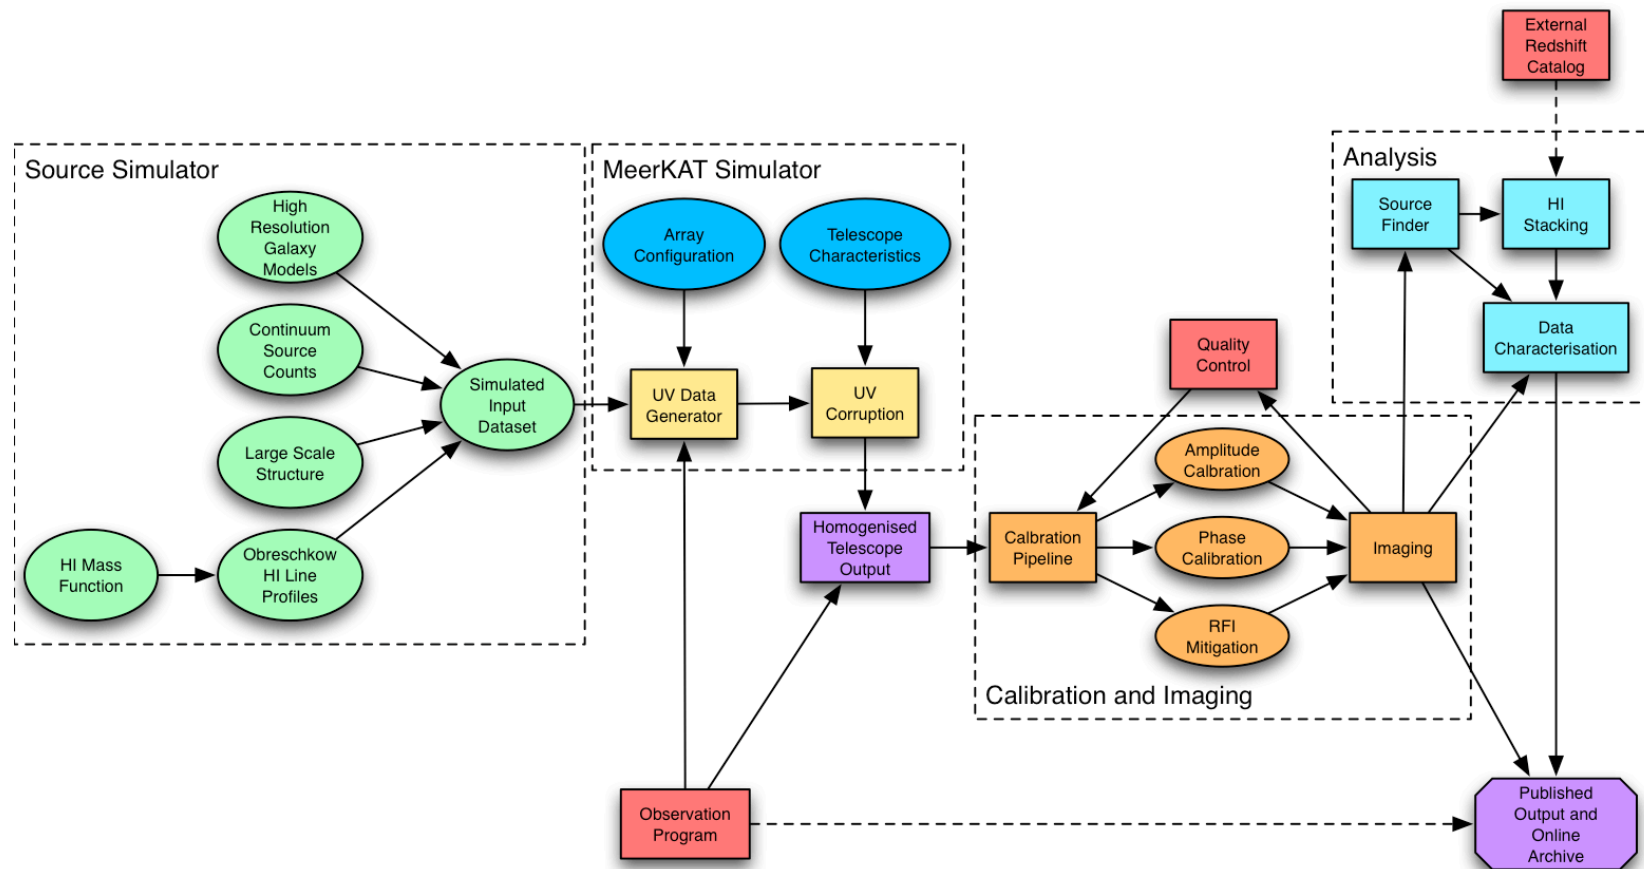 External
Redshift
Catalog
Source Simulator
High
Resolution
Galaxy
Models
Continuum
Source
Counts
Large Scale
Structure
HI Mass
Function
Obreschkow
HI Line
Profiles
Simulated
Input
Dataset
MeerKAT Simulator
Array
Configuration
Telescope
Characteristics
UV Data
Generator
UV
Corruption
Homogenised
Telescope
Output
Observation
Program
Quality
Control
Calbration
Pipeline
Amplitude
Calbration
Phase
Calibration
RFI
Mitigation
Imaging
Calibration and Imaging
Analysis
Source
Finder
HI
Stacking
Data
Characterisation
Published
Output and
Online
Archive